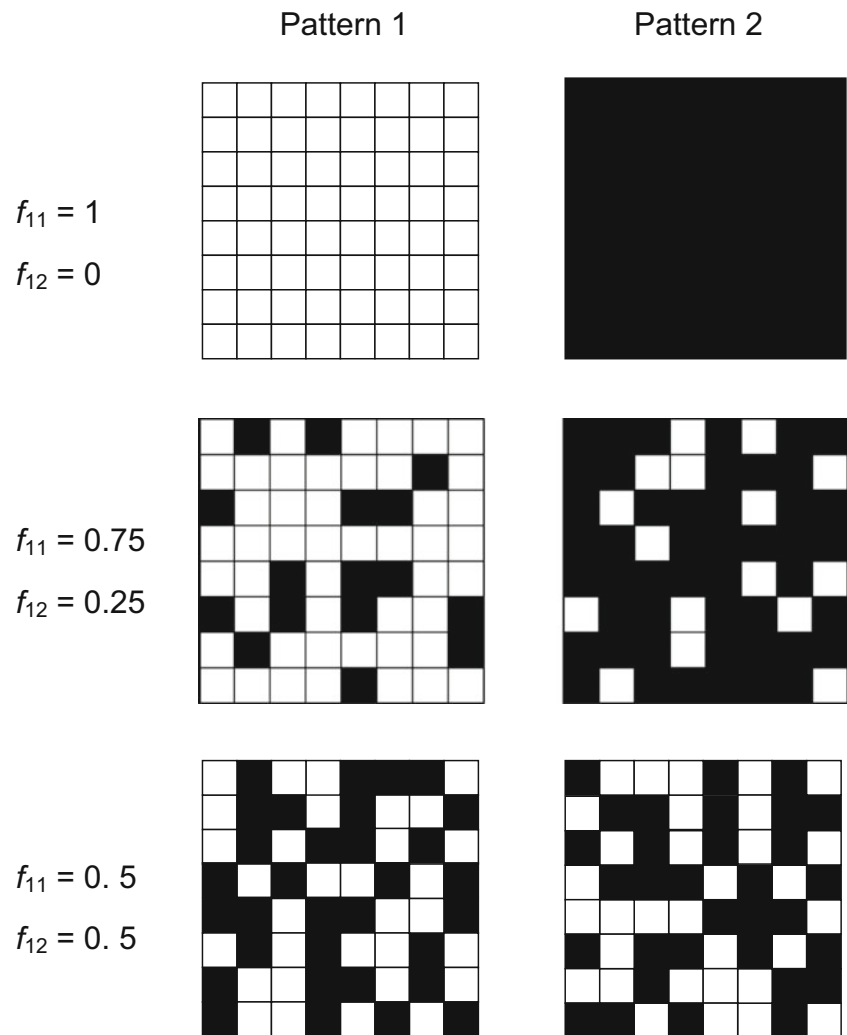 Pattern 1 Pattern 2
f11 = 1
f12 = 0
f11 = 0.75
f12 = 0.25
f11 = 0. 5
f12 = 0. 5